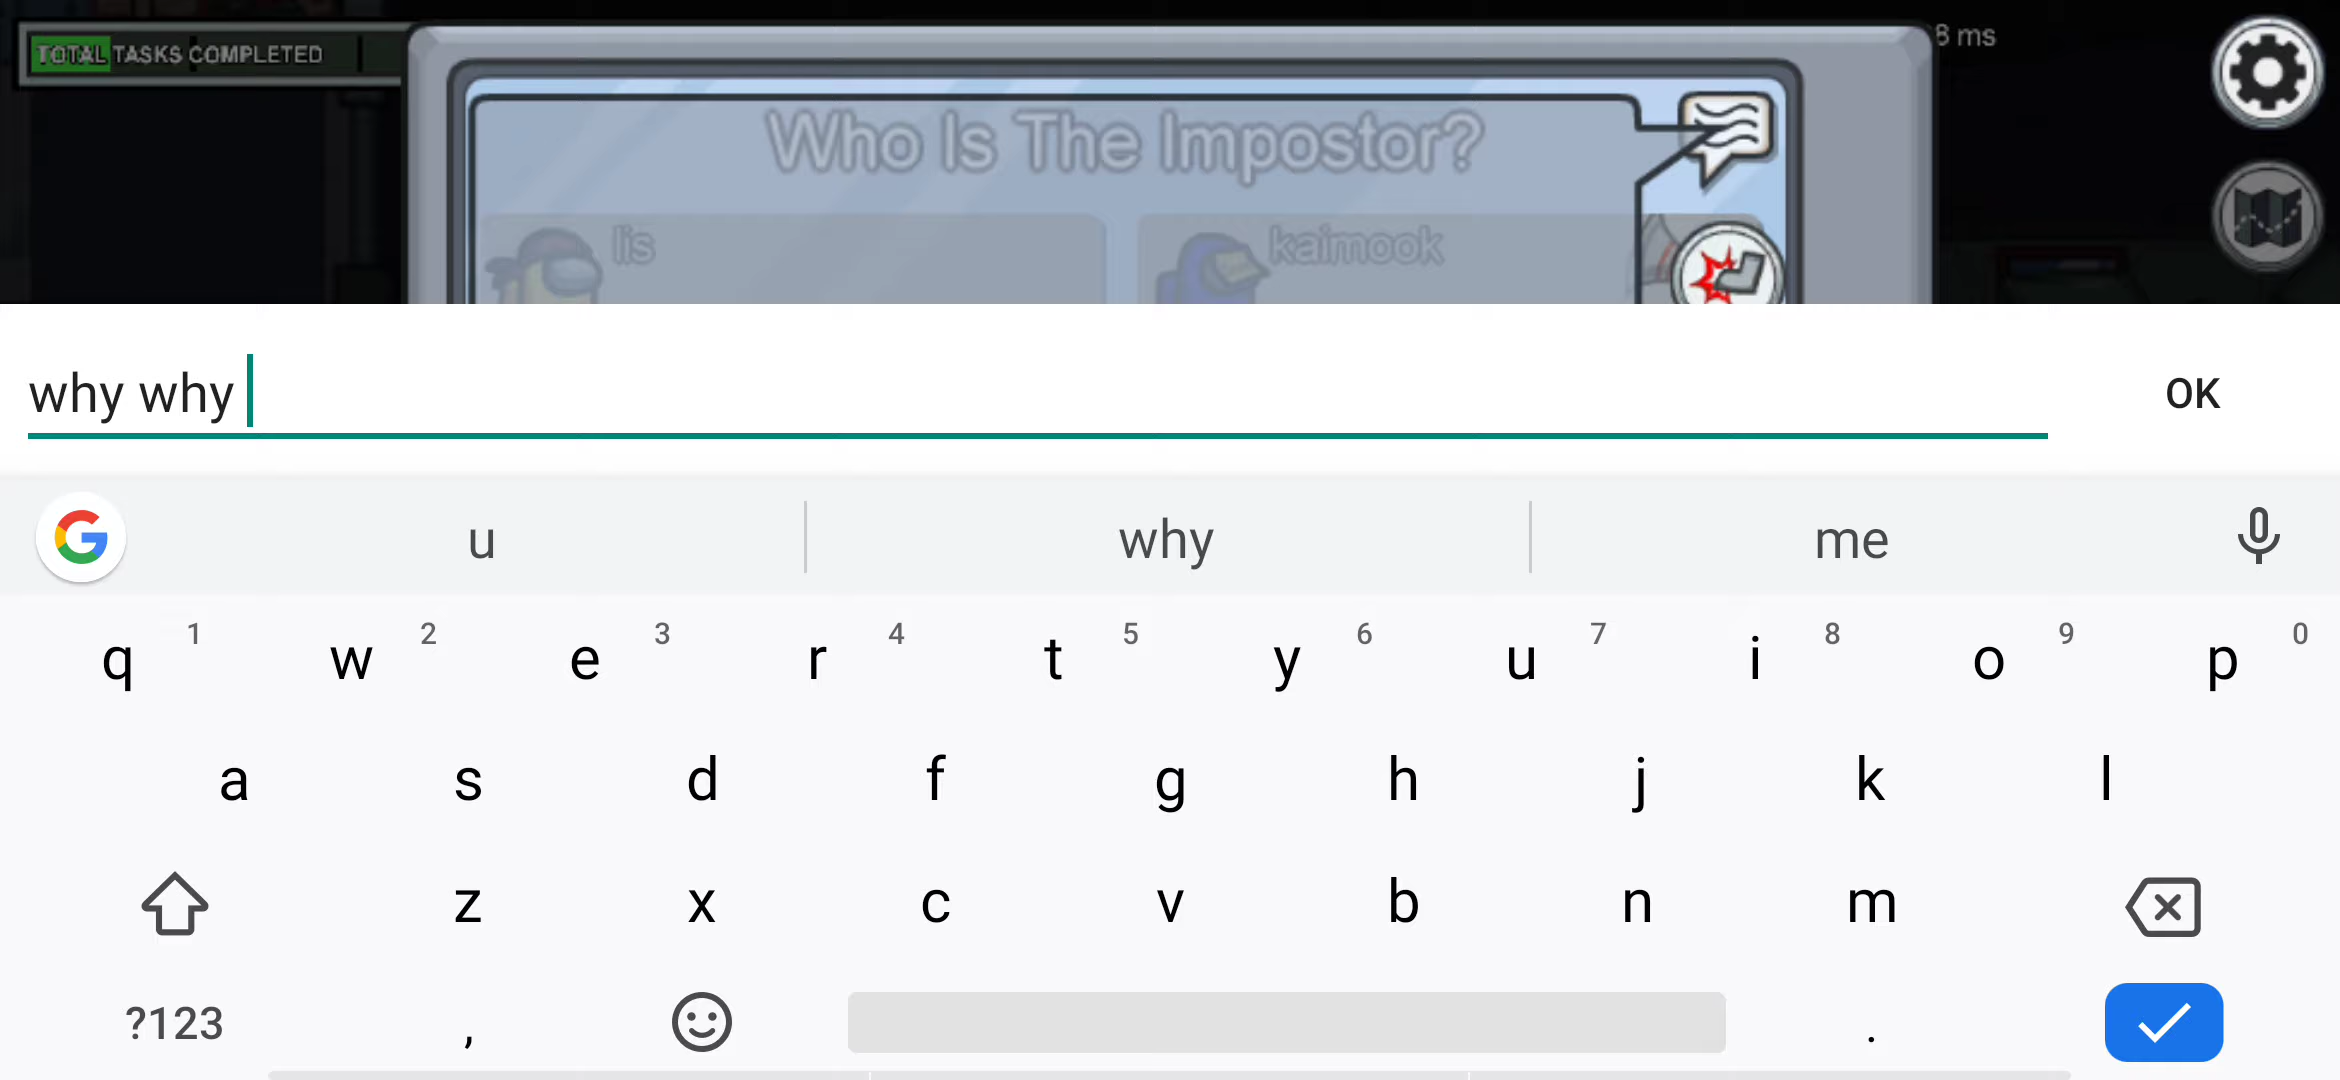 TOTAL TASKS COMPLETED
8 ms
Who Is The Impostor?
lis
kaimook
why why
OK
u why me
q 1 w 2 e 3 r 4 t 5 y 6 u 7 i 8 o 9 p 0
a s d f g h j k l
z x c v b n m
?123 , .